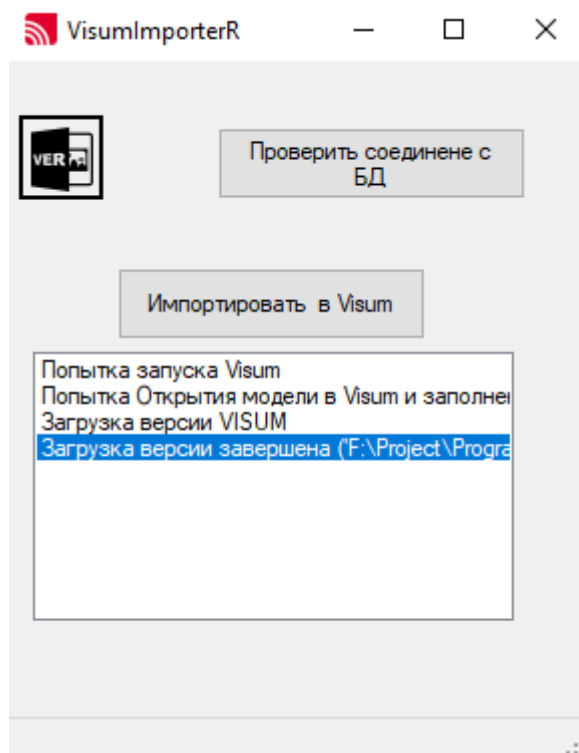 VisumImporterR
VER
Проверить соединене с
БД
Импортировать в Visum
Попытка запуска Visum
Попытка Открытия модели в Visum и заполнен
Загрузка версии VISUM
Загрузка версии завершена ('F:\Project\Progra